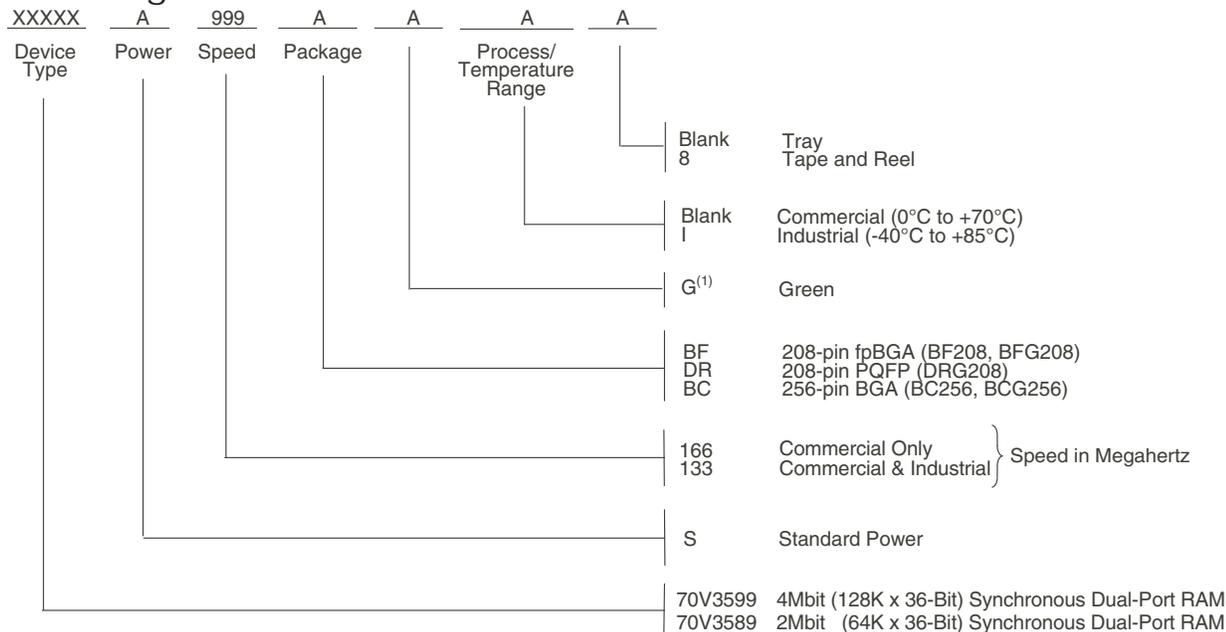 XXXXX A 999 A A A A
Device Type Power Speed Package Process/ Temperature Range
Blank Tray
8 Tape and Reel
Blank Commercial (0°C to +70°C)
I Industrial (-40°C to +85°C)
G(1) Green
BF 208-pin fpBGA (BF208, BFG208)
DR 208-pin PQFP (DRG208)
BC 256-pin BGA (BC256, BCG256)
166 Commercial Only
133 Commercial & Industrial
Speed in Megahertz
S Standard Power
70V3599 4Mbit (128K x 36-Bit) Synchronous Dual-Port RAM
70V3589 2Mbit (64K x 36-Bit) Synchronous Dual-Port RAM